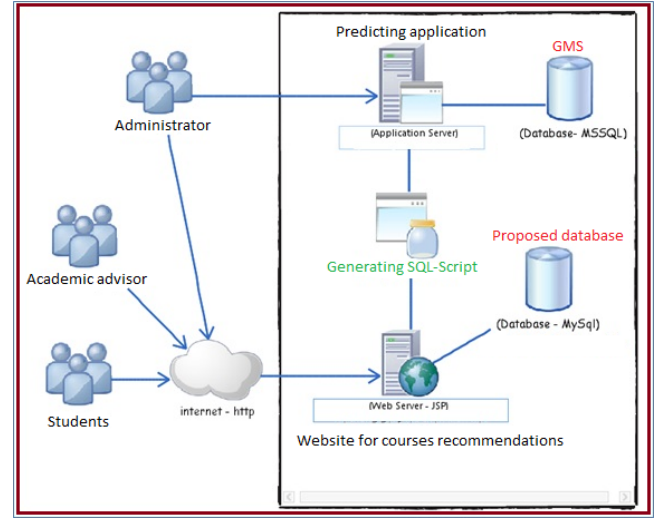 Predicting application
GMS
Administrator
(Application Server)
(Database- MSSQL)
Academic advisor
Generating SQL-Script
Proposed database
(Database - MySql)
Students
internet - http
(Web Server - JSP)
Website for courses recommendations